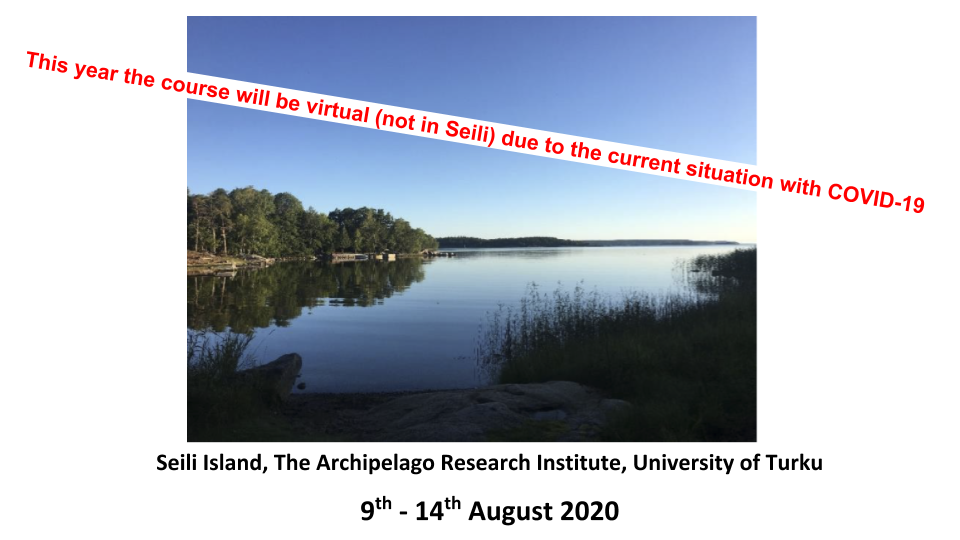 This year the course will be virtual (not in Seili) due to the current situation with COVID-19
Seili Island, The Archipelago Research Institute, University of Turku
9th - 14th August 2020